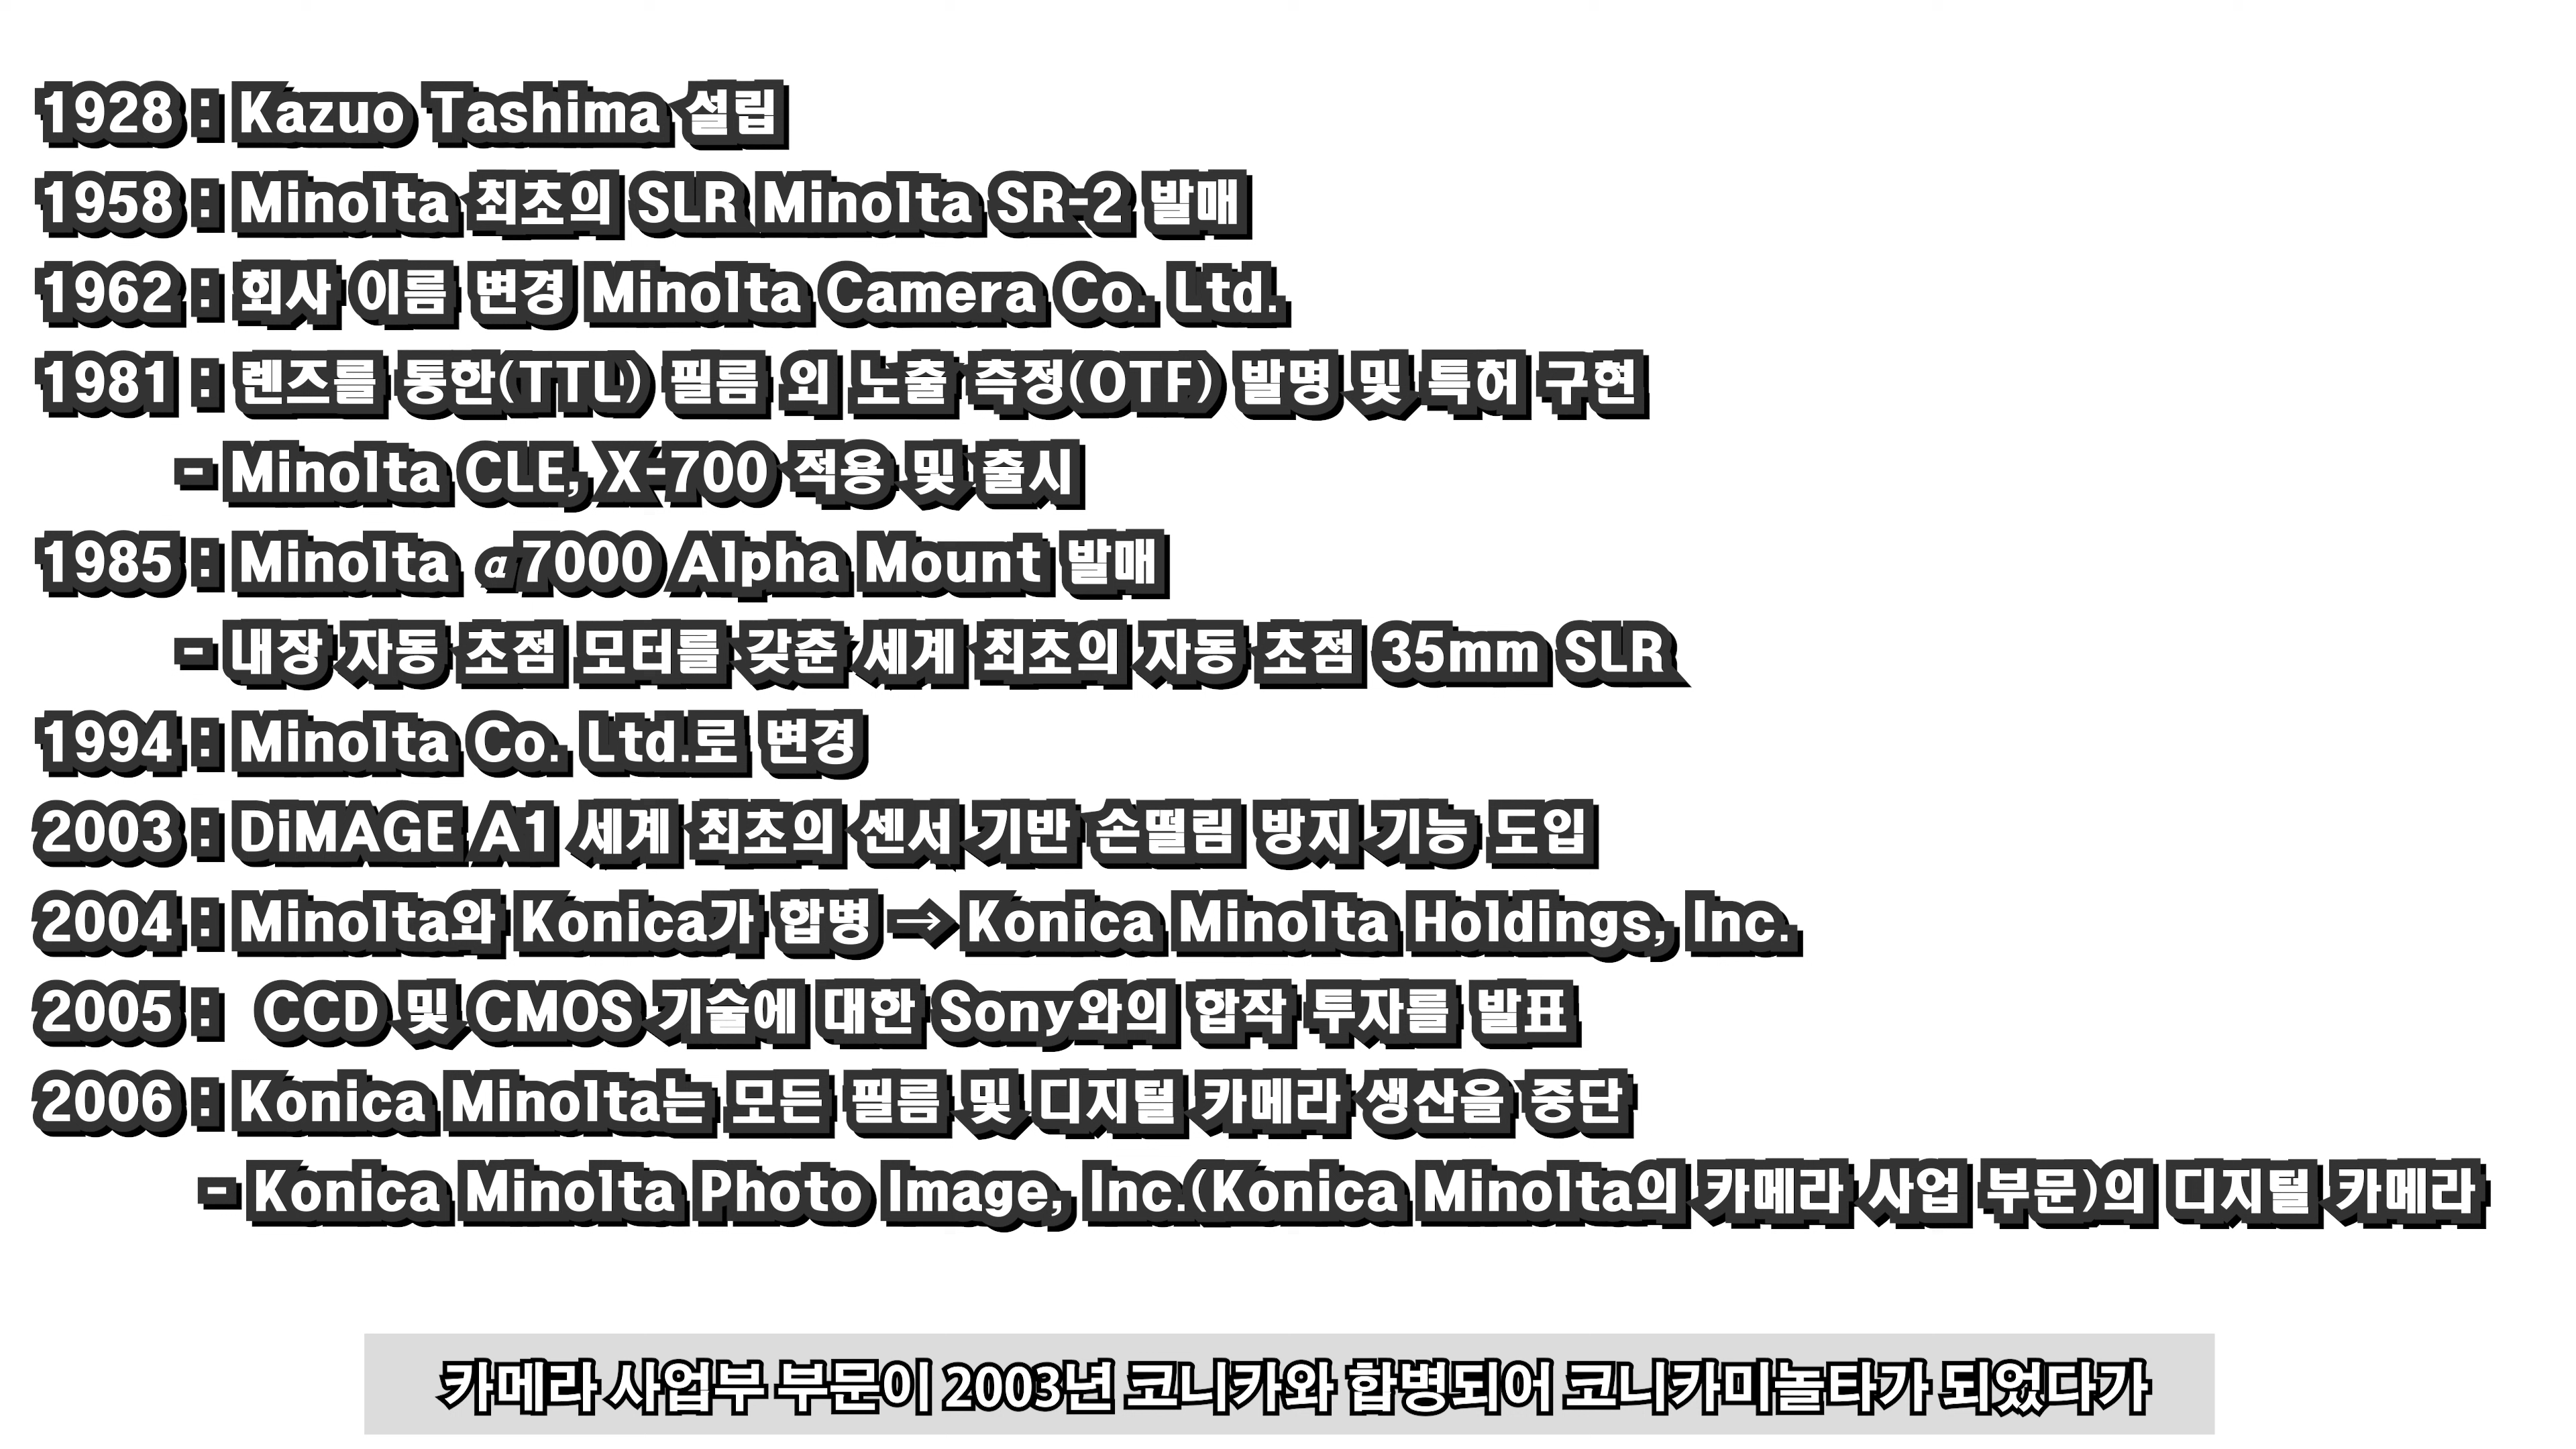 1928 : Kazuo Tashima 설립
1958 : Minolta 최초의 SLR Minolta SR-2 발매
1962 : 회사 이름 변경 Minolta Camera Co. Ltd.
1981 : 렌즈를 통한(TTL) 필름 외 노출 측정(OTF) 발명 및 특허 구현
- Minolta CLE, X-700 적용 및 출시
1985 : Minolta α7000 Alpha Mount 발매
- 내장 자동 초점 모터를 갖춘 세계 최초의 자동 초점 35mm SLR
1994 : Minolta Co. Ltd.로 변경
2003 : DiMAGE A1 세계 최초의 센서 기반 손떨림 방지 기능 도입
2004 : Minolta와 Konica가 합병 → Konica Minolta Holdings, Inc.
2005 : CCD 및 CMOS 기술에 대한 Sony와의 합작 투자를 발표
2006 : Konica Minolta는 모든 필름 및 디지털 카메라 생산을 중단
- Konica Minolta Photo Image, Inc.(Konica Minolta의 카메라 사업 부문)의 디지털 카메라
카메라 사업부 부문이 2003년 코니카와 합병되어 코니카미놀타가 되었다가